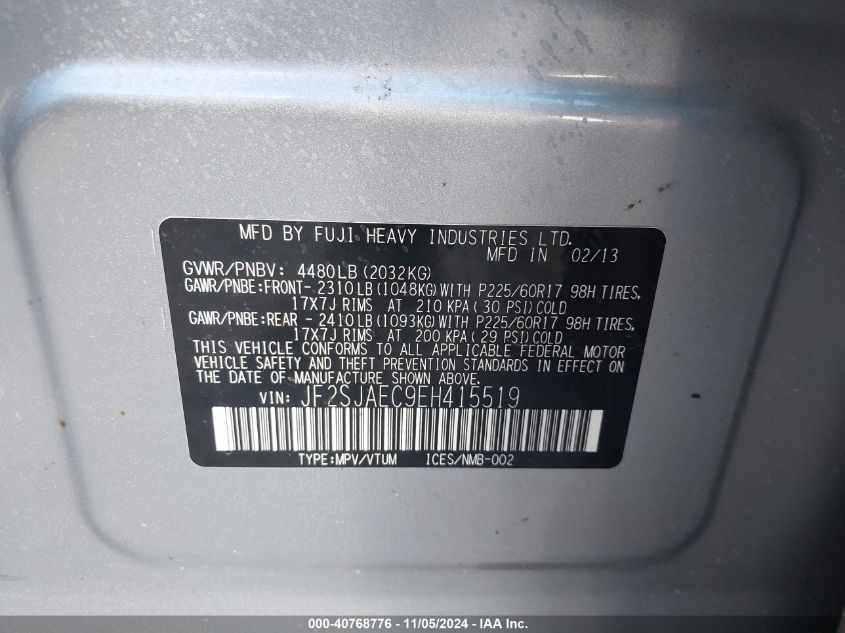 MFD BY FUJI HEAVY INDUSTRIES LTD.
MFD IN 02/13
GVWR/PNBV: 4480LB(2032KG)
GAWR/PNBE:FRONT- 2310LB(1048KG)WITH P225/60R17 98H TIRES,
17X7J RIMS AT 210 KPA(30 PSI)COLD
GAWR/PNBE:REAR - 2410LB(1093KG)WITH P225/60R17 98H TIRES,
17X7J RIMS AT 200 KPA(29 PSI)COLD
THIS VEHICLE CONFORMS TO ALL APPLICABLE FEDERAL MOTOR
VEHICLE SAFETY AND THEFT PREVENTION STANDARDS IN EFFECT ON
THE DATE OF MANUFACTURE SHOWN ABOVE.
VIN: JF2SJAEC9EH415519
TYPE:MPV/VTUM ICES/NMB-002
000-40768776 - 11/05/2024 - IAA Inc.